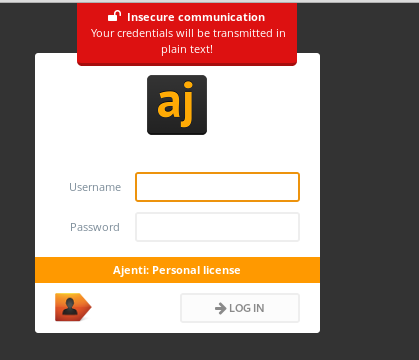 Insecure communication
Your credentials will be transmitted in
plain text!
aj
Username
Password
Ajenti: Personal license
LOG IN